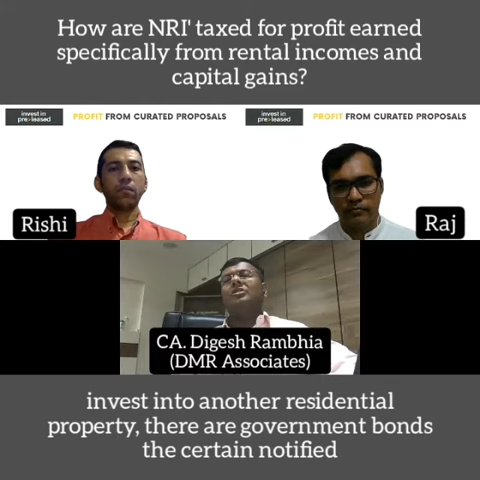 How are NRI' taxed for profit earned
specifically from rental incomes and
capital gains?
invest in
pre>leased
PROFIT FROM CURATED PROPOSALS
invest in
pre>leased
PROFIT FROM CURATED PROPOSALS
Rishi
Raj
CA. Digesh Rambhia
(DMR Associates)
invest into another residential
property, there are government bonds
the certain notified